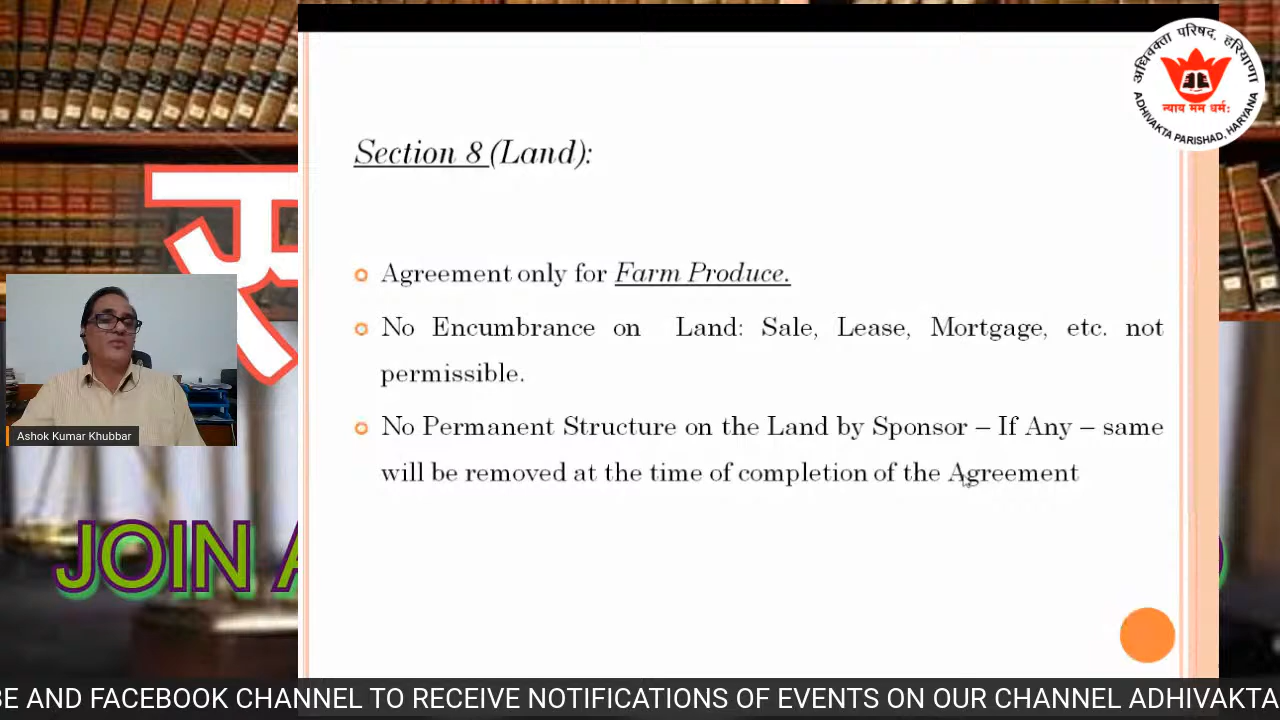 अधिवक्ता परिषद, हरियाणा
न्याय मम धर्म:
ADHIVAKTA PARISHAD, HARYANA
Section 8 (Land):
Agreement only for Farm Produce.
No Encumbrance on Land: Sale, Lease, Mortgage, etc. not
permissible.
No Permanent Structure on the Land by Sponsor – If Any – same
will be removed at the time of completion of the Agreement
Ashok Kumar Khubbar
JOIN
BE AND FACEBOOK CHANNEL TO RECEIVE NOTIFICATIONS OF EVENTS ON OUR CHANNEL ADHIVAKTA